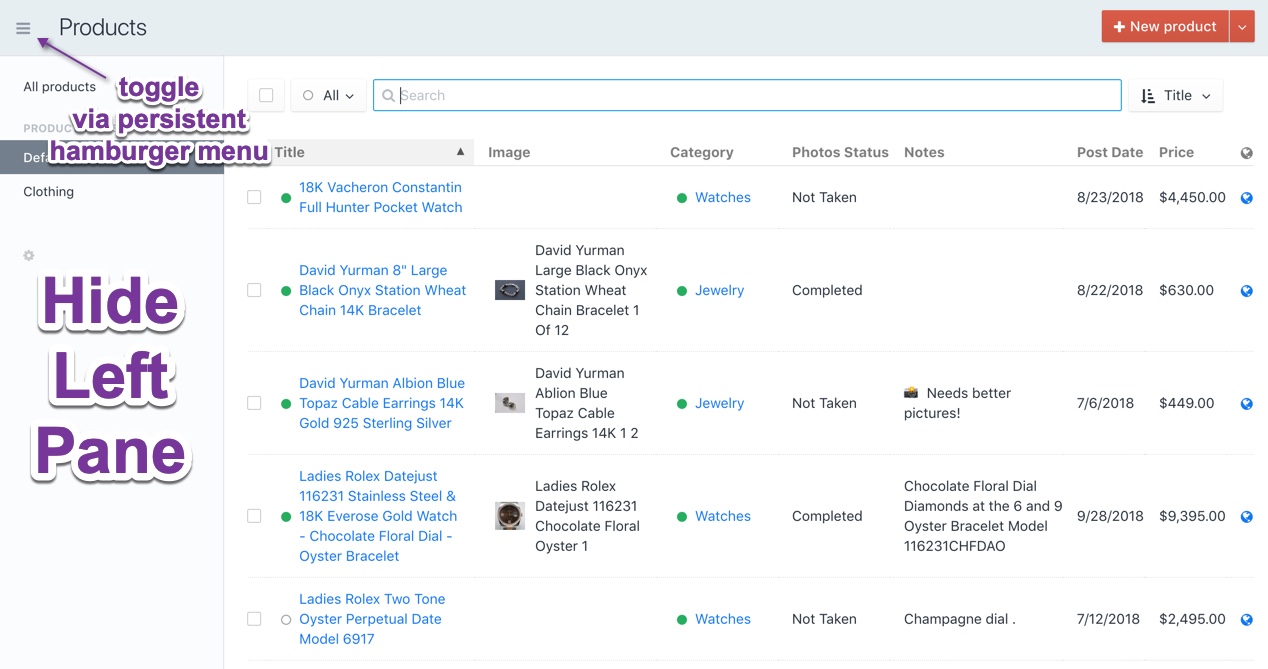 Products
New product
All products
toggle
via persistent
hamburger menu
Clothing
Hide
Left
Pane
All
Search
Title
Title
Image
Category
Photos Status
Notes
Post Date
Price
18K Vacheron Constantin
Full Hunter Pocket Watch
Watches
Not Taken
8/23/2018
$4,450.00
David Yurman 8" Large
Black Onyx Station Wheat
Chain 14K Bracelet
David Yurman
Large Black Onyx
Station Wheat
Chain Bracelet 1
Of 12
Jewelry
Completed
8/22/2018
$630.00
David Yurman Albion Blue
Topaz Cable Earrings 14K
Gold 925 Sterling Silver
David Yurman
Ablion Blue
Topaz Cable
Earrings 14K 1 2
Jewelry
Not Taken
📸 Needs better
pictures!
7/6/2018
$449.00
Ladies Rolex Datejust
116231 Stainless Steel &
18K Everose Gold Watch
- Chocolate Floral Dial -
Oyster Bracelet
Ladies Rolex
Datejust 116231
Chocolate Floral
Oyster 1
Watches
Completed
Chocolate Floral Dial
Diamonds at the 6 and 9
Oyster Bracelet Model
116231CHFDAO
9/28/2018
$9,395.00
Ladies Rolex Two Tone
Oyster Perpetual Date
Model 6917
Watches
Not Taken
Champagne dial .
7/12/2018
$2,495.00